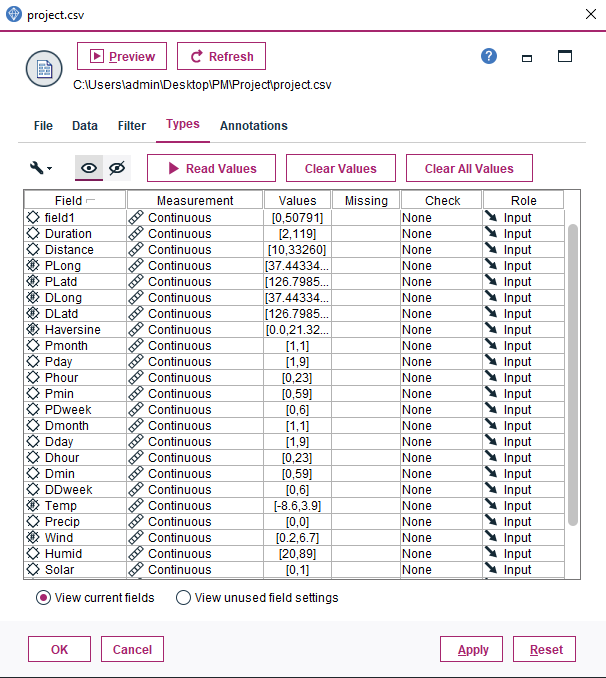 project.csv
Preview
Refresh
?
C:\Users\admin\Desktop\PM\Project\project.csv
File Data Filter Types Annotations
Read Values Clear Values Clear All Values
Field Measurement Values Missing Check Role
field1 Continuous [0,50791] None Input
Duration Continuous [2,119] None Input
Distance Continuous [10,33260] None Input
PLong Continuous [37.44334... None Input
PLatd Continuous [126.7985... None Input
DLong Continuous [37.44334... None Input
DLatd Continuous [126.7985... None Input
Haversine Continuous [0.0,21.32... None Input
Pmonth Continuous [1,1] None Input
Pday Continuous [1,9] None Input
Phour Continuous [0,23] None Input
Pmin Continuous [0,59] None Input
PDweek Continuous [0,6] None Input
Dmonth Continuous [1,1] None Input
Dday Continuous [1,9] None Input
Dhour Continuous [0,23] None Input
Dmin Continuous [0,59] None Input
DDweek Continuous [0,6] None Input
Temp Continuous [-8.6,3.9] None Input
Precip Continuous [0,0] None Input
Wind Continuous [0.2,6.7] None Input
Humid Continuous [20,89] None Input
Solar Continuous [0,1] None Input
View current fields View unused field settings
OK Cancel Apply Reset